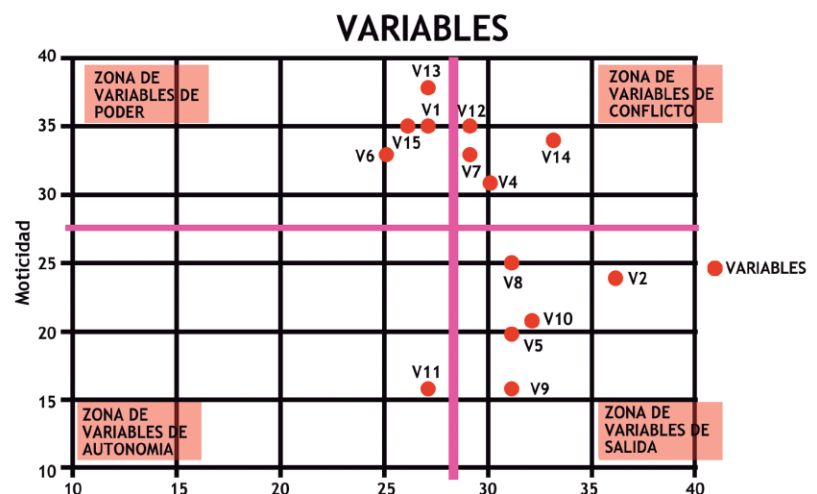 VARIABLES
40
35
30
25
20
15
10
Moticidad
ZONA DE
VARIABLES DE
PODER
ZONA DE
VARIABLES DE
CONFLICTO
V13
V1
V12
V15
V6
V7
V14
V4
V8
V2
VARIABLES
V10
V5
V11
V9
ZONA DE
VARIABLES DE
AUTONOMIA
ZONA DE
VARIABLES DE
SALIDA
10
15
20
25
30
35
40